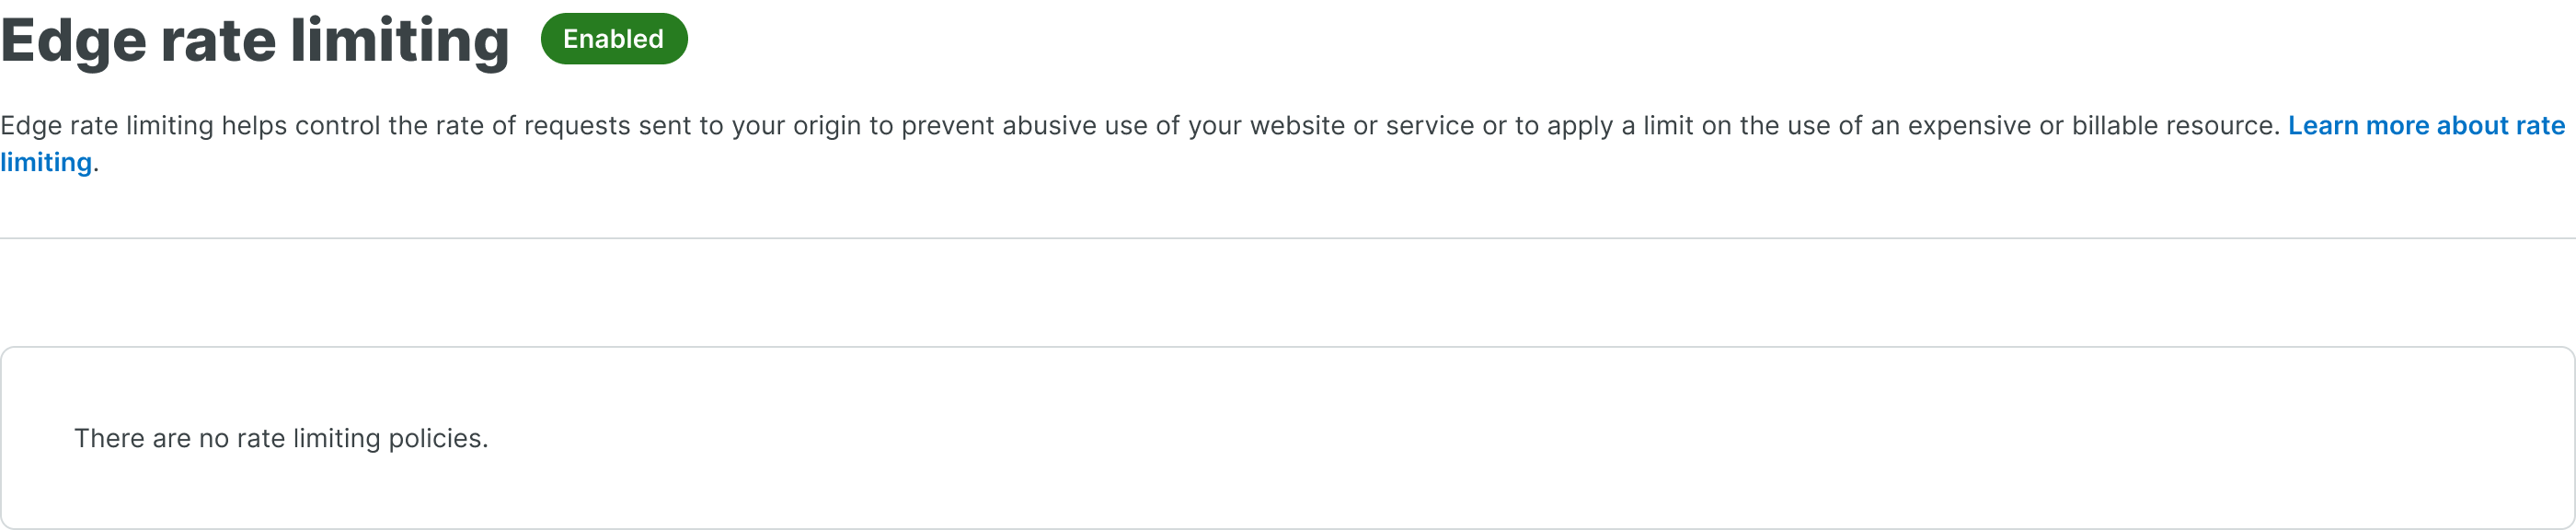 Edge rate limiting Enabled
Edge rate limiting helps control the rate of requests sent to your origin to prevent abusive use of your website or service or to apply a limit on the use of an expensive or billable resource. Learn more about rate
limiting.
There are no rate limiting policies.